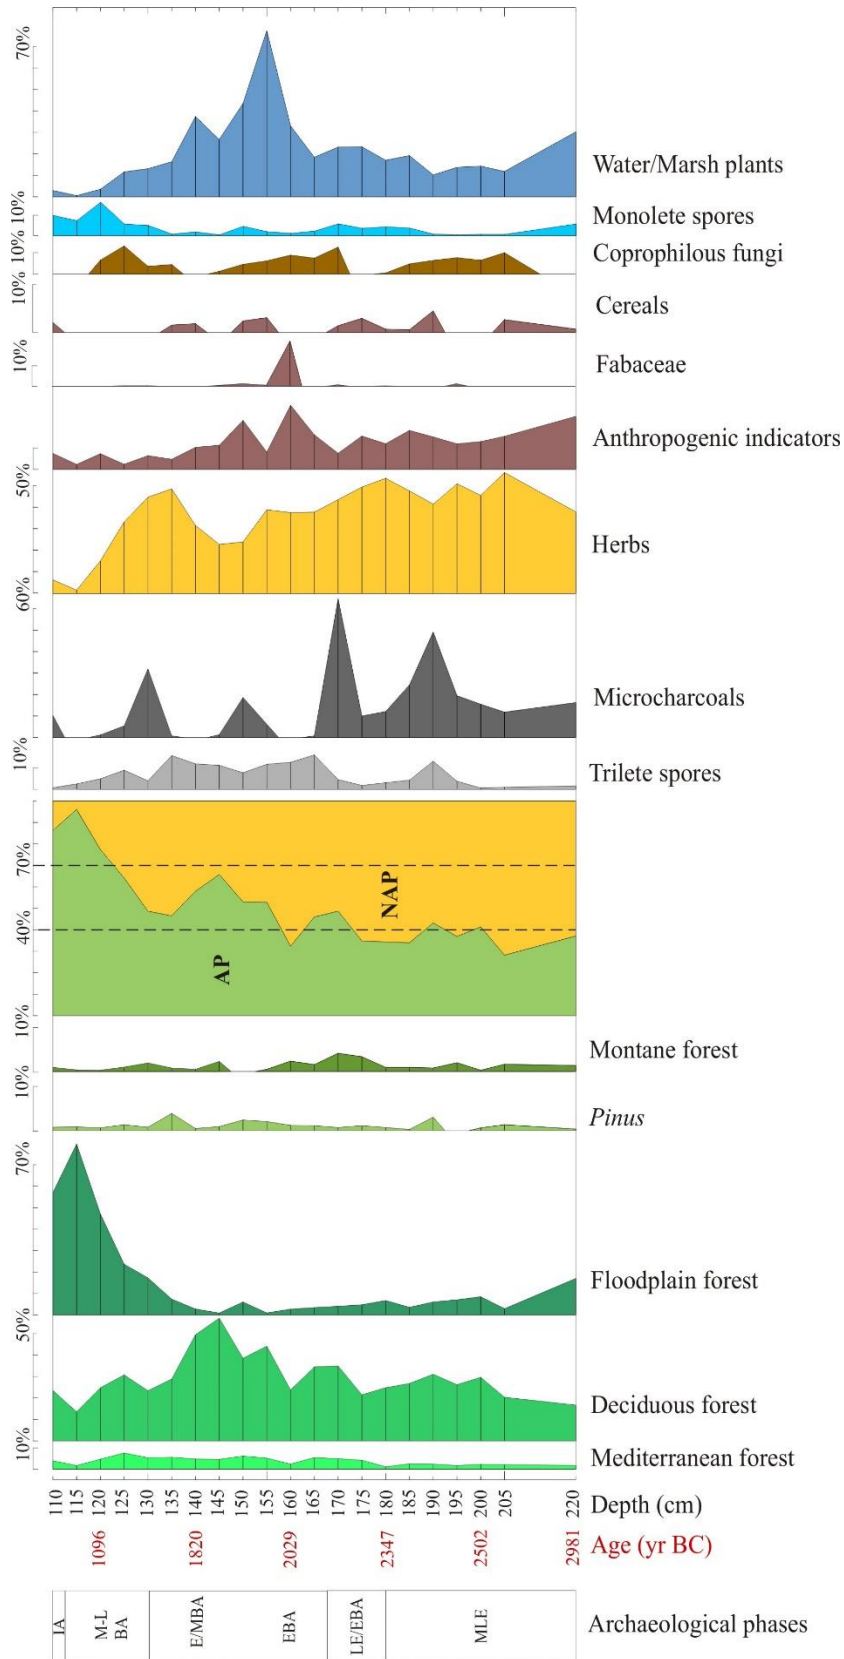 70%
Water/Marsh plants
10%
Monolete spores
10%
Coprophilous fungi
10%
Cereals
10%
Fabaceae
Anthropogenic indicators
50%
Herbs
60%
Microcharcoals
10%
Trilete spores
70%
40%
AP
NAP
10%
Montane forest
10%
Pinus
70%
Floodplain forest
50%
Deciduous forest
10%
Mediterranean forest
110 115 120 125 130 135 140 145 150 155 160 165 170 175 180 185 190 195 200 205 220 Depth (cm)
1096 1820 2029 2347 2502 2981 Age (yr BC)
IA
M-L
BA
E/MBA
EBA
LE/EBA
MLE
Archaeological phases